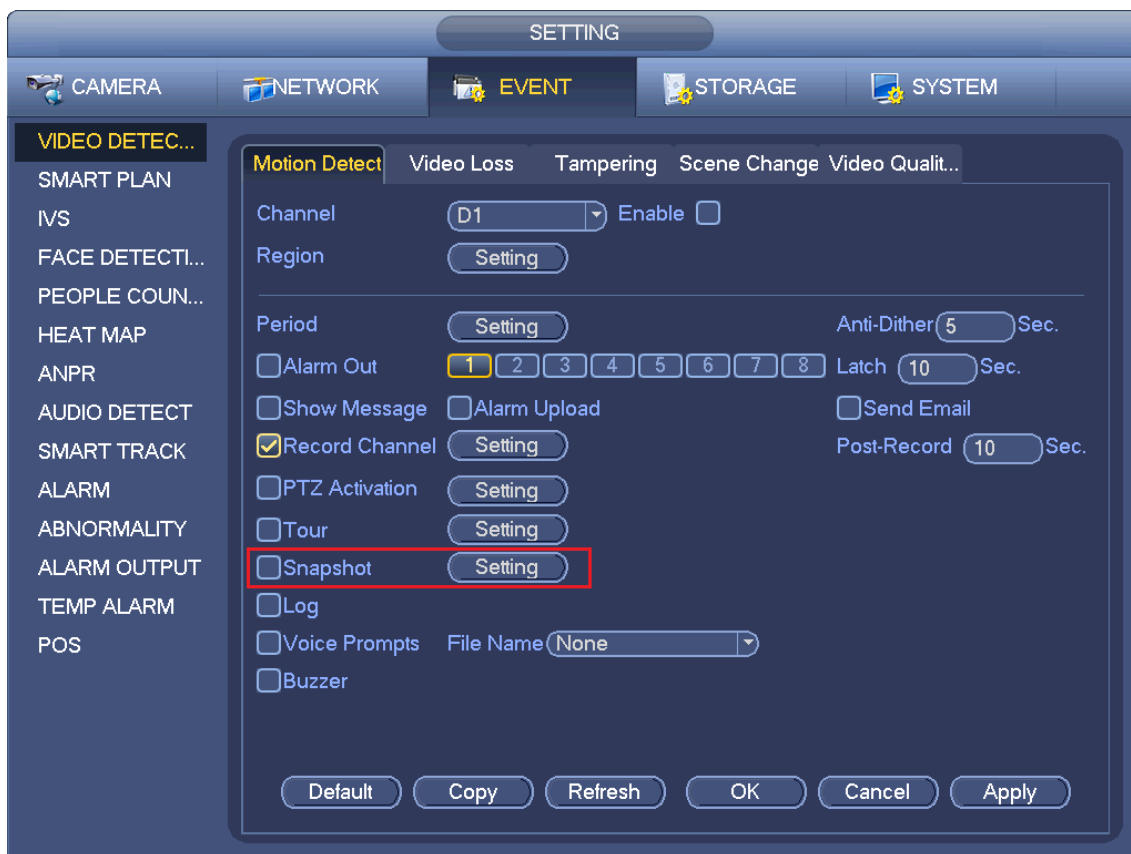 SETTING
CAMERA NETWORK EVENT STORAGE SYSTEM
VIDEO DETEC...
SMART PLAN
IVS
FACE DETECTI...
PEOPLE COUN...
HEAT MAP
ANPR
AUDIO DETECT
SMART TRACK
ALARM
ABNORMALITY
ALARM OUTPUT
TEMP ALARM
POS
Motion Detect Video Loss Tampering Scene Change Video Qualit...
Channel D1 Enable
Region Setting
Period Setting Anti-Dither 5 Sec.
Alarm Out 1 2 3 4 5 6 7 8 Latch 10 Sec.
Show Message Alarm Upload Send Email
Record Channel Setting Post-Record 10 Sec.
PTZ Activation Setting
Tour Setting
Snapshot Setting
Log
Voice Prompts File Name None
Buzzer
Default Copy Refresh OK Cancel Apply